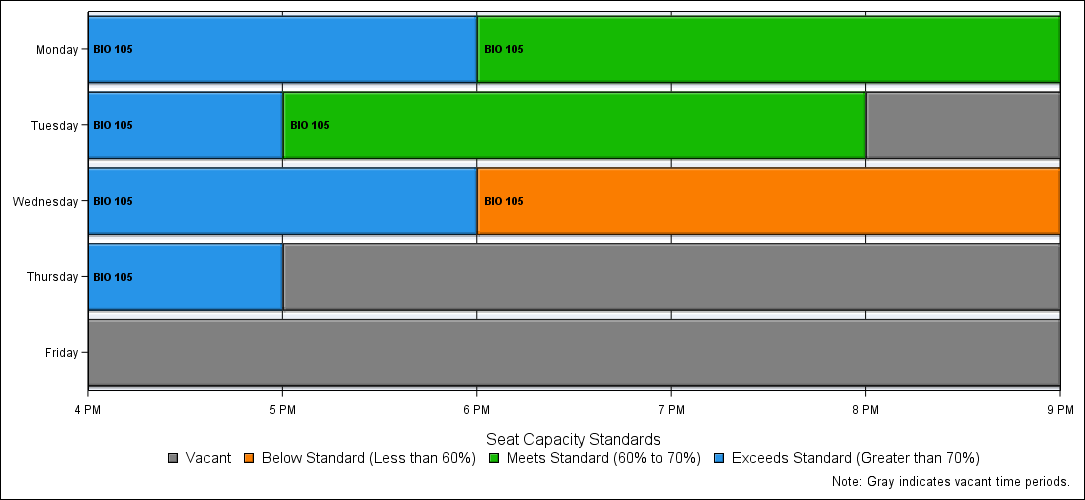 Monday BIO 105 BIO 105
Tuesday BIO 105 BIO 105
Wednesday BIO 105 BIO 105
Thursday BIO 105
Friday
4 PM 5 PM 6 PM 7 PM 8 PM 9 PM
Seat Capacity Standards
Vacant Below Standard (Less than 60%) Meets Standard (60% to 70%) Exceeds Standard (Greater than 70%)
Note: Gray indicates vacant time periods.